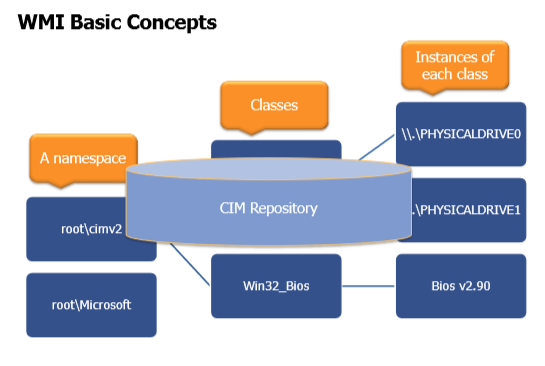 WMI Basic Concepts
Instances of
each class
Classes
A namespace
\\.\PHYSICALDRIVE0
CIM Repository
.\PHYSICALDRIVE1
root\cimv2
Win32_Bios
Bios v2.90
root\Microsoft